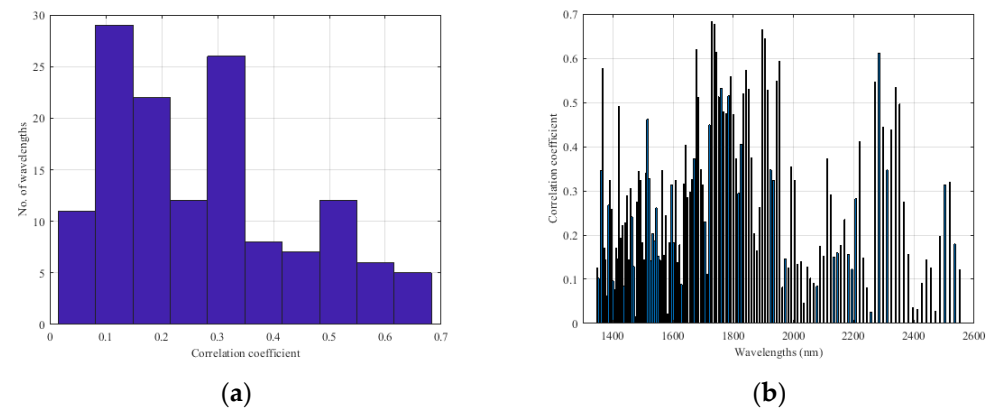 30
25
20
15
10
5
0
No. of wavelengths
0 0.1 0.2 0.3 0.4 0.5 0.6 0.7
Correlation coefficient
(a)
0.7
0.6
0.5
0.4
0.3
0.2
0.1
0
Correlation coefficient
1400 1600 1800 2000 2200 2400 2600
Wavelengths (nm)
(b)